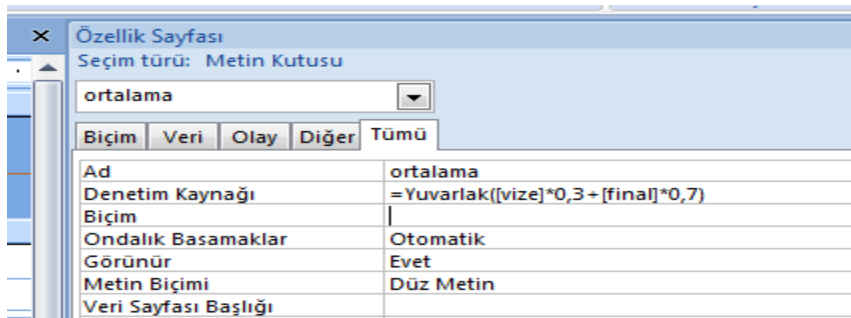 Özellik Sayfası
Seçim türü: Metin Kutusu
ortalama
Biçim Veri Olay Diğer Tümü
Ad ortalama
Denetim Kaynağı =Yuvarlak([vize]*0,3+[final]*0,7)
Biçim
Ondalık Basamaklar Otomatik
Görünür Evet
Metin Biçimi Düz Metin
Veri Sayfası Başlığı